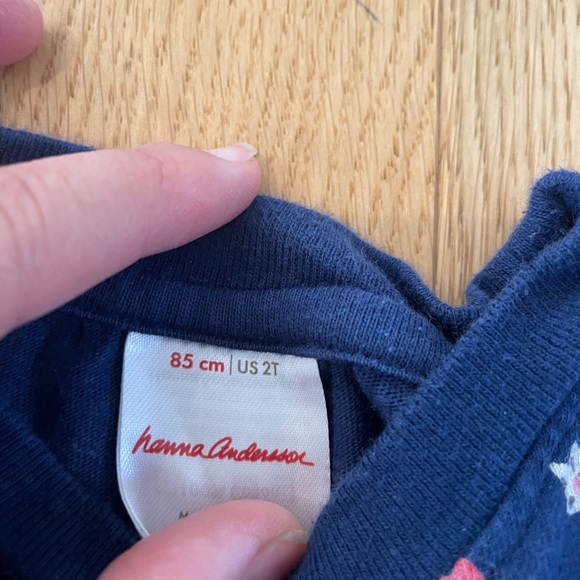 85 cm | US 2T
hanna andersson
M